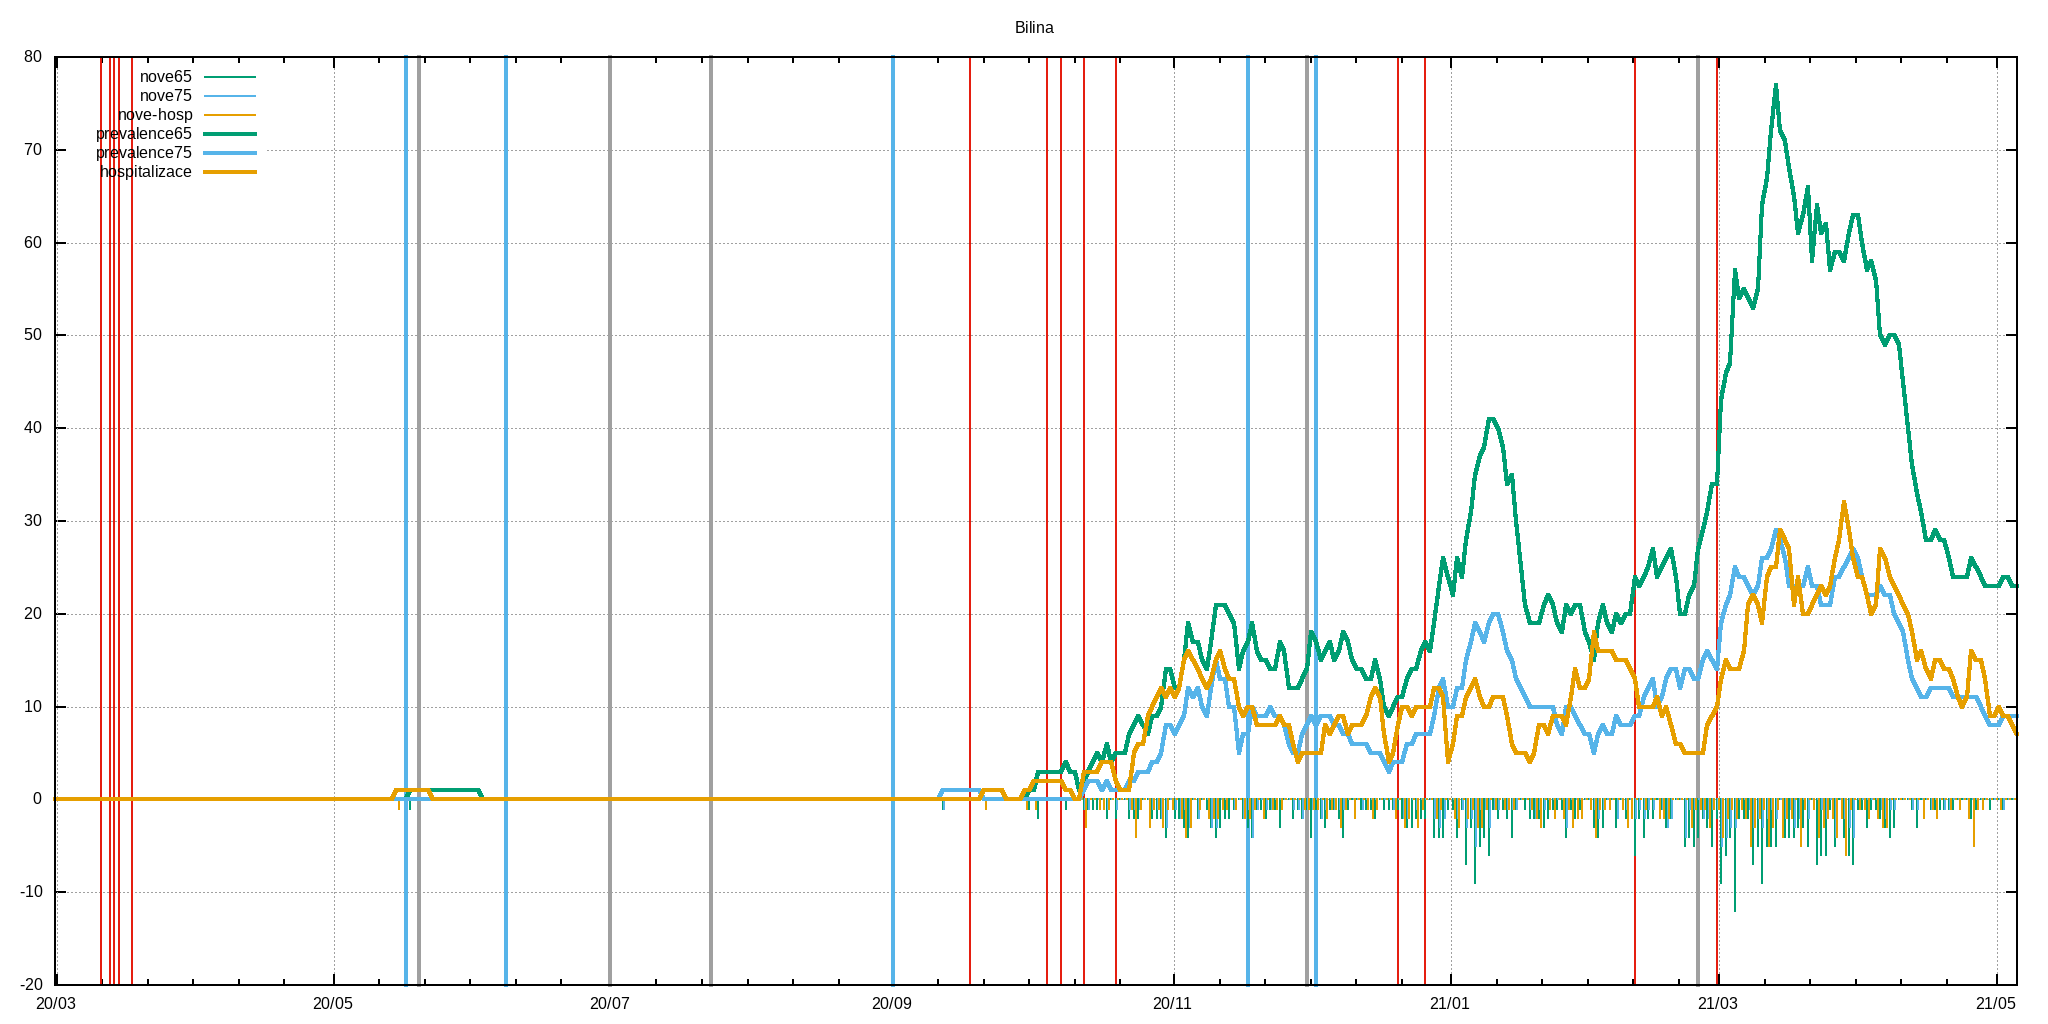 Bilina
80
70
60
50
40
30
20
10
0
-10
-20
nove65
nove75
nove-hosp
prevalence65
prevalence75
hospitalizace
20/03 20/05 20/07 20/09 20/11 21/01 21/03 21/05